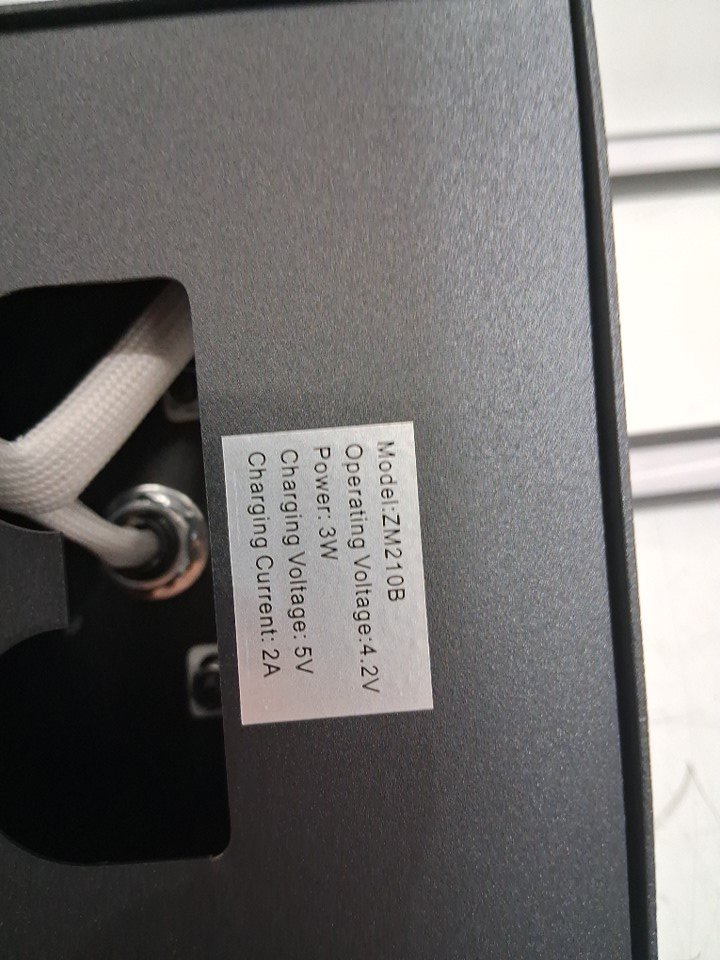 Model:ZM210B
Operating Voltage:4.2V
Power: 3W
Charging Voltage: 5V
Charging Current: 2A